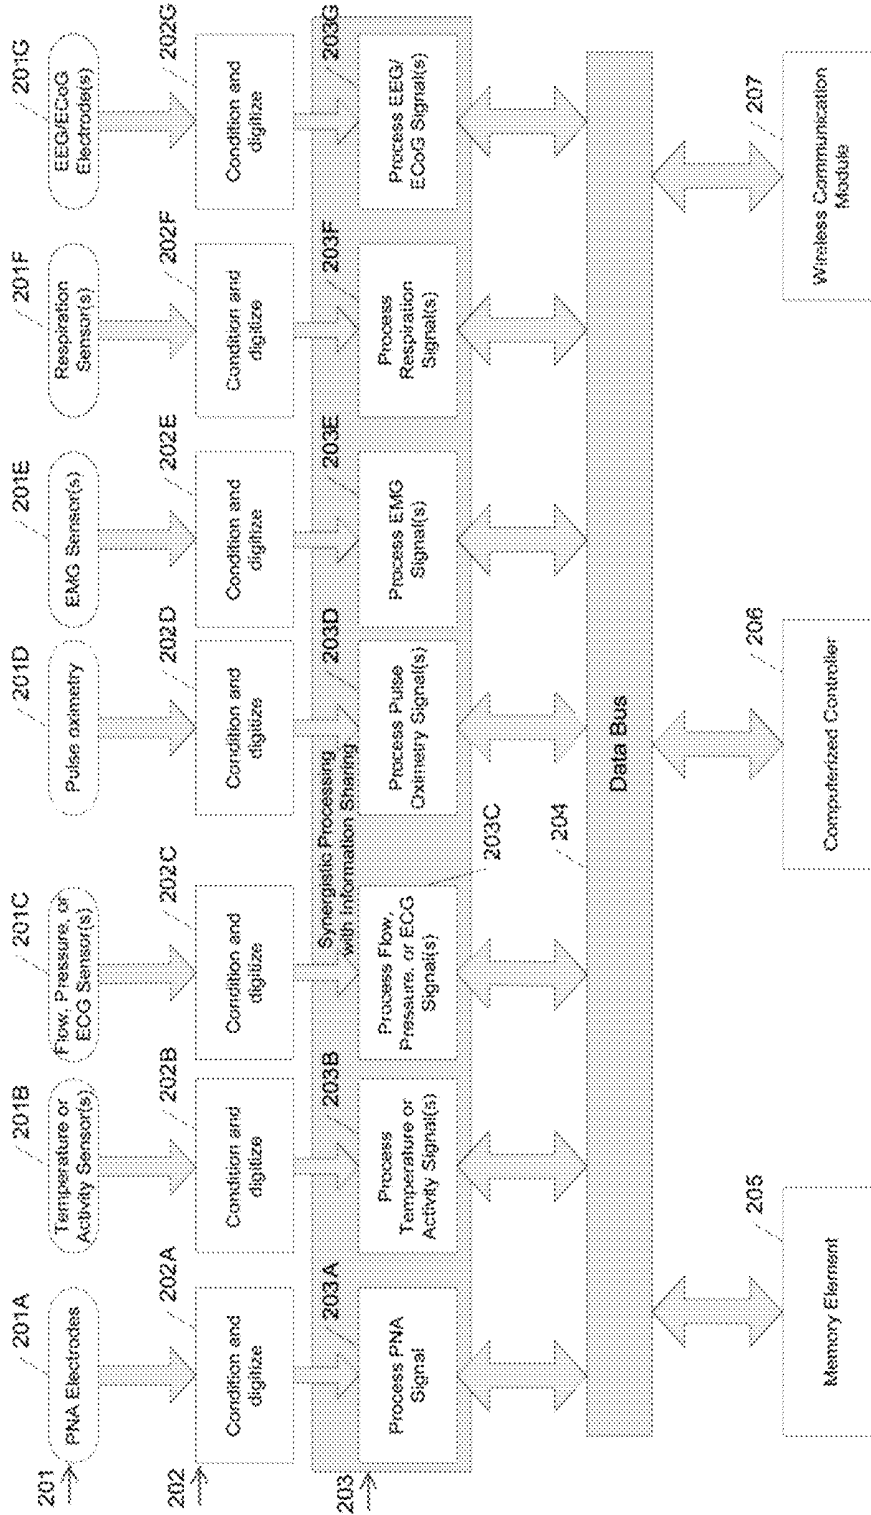 201
201A
PNA Electrodes
201B
Temperature or
Activity Sensor(s)
201C
Flow, Pressure, or
ECG Sensor(s)
201D
Pulse oximetry
201E
EMG Sensor(s)
201F
Respiration
Sensor(s)
201G
EEG/ECoG
Electrode(s)
202
202A
Condition and
digitize
202B
Condition and
digitize
202C
Condition and
digitize
202D
Condition and
digitize
202E
Condition and
digitize
202F
Condition and
digitize
202G
Condition and
digitize
Synergistic Processing
with Information Sharing
203
203A
Process PNA
Signal
203B
Process
Temperature or
Activity Signal(s)
Process Flow,
Pressure, or ECG
Signal(s)
203C
203D
Process Pulse
Oximetry Signal(s)
203E
Process EMG
Signal(s)
203F
Process
Respiration
Signal(s)
203G
Process EEG/
ECoG Signal(s)
204
Data Bus
205
Memory Element
206
Computerized Controller
207
Wireless Communication
Module